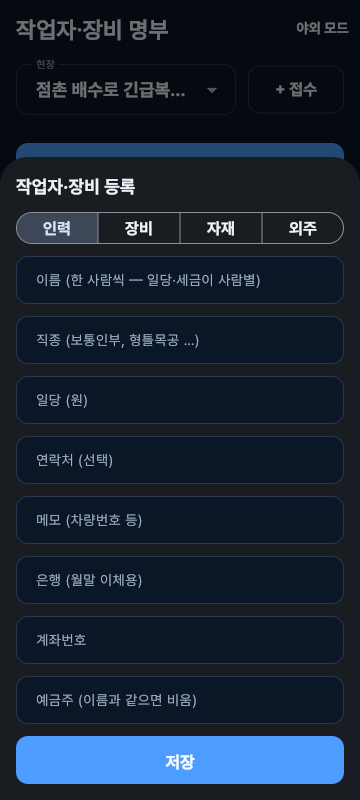 작업자·장비 명부
야외 모드
현장
점촌 배수로 긴급복...
+ 접수
작업자·장비 등록
인력
장비
자재
외주
이름 (한 사람씩 — 일당·세금이 사람별)
직종 (보통인부, 형틀목공 ...)
일당 (원)
연락처 (선택)
메모 (차량번호 등)
은행 (월말 이체용)
계좌번호
예금주 (이름과 같으면 비움)
저장